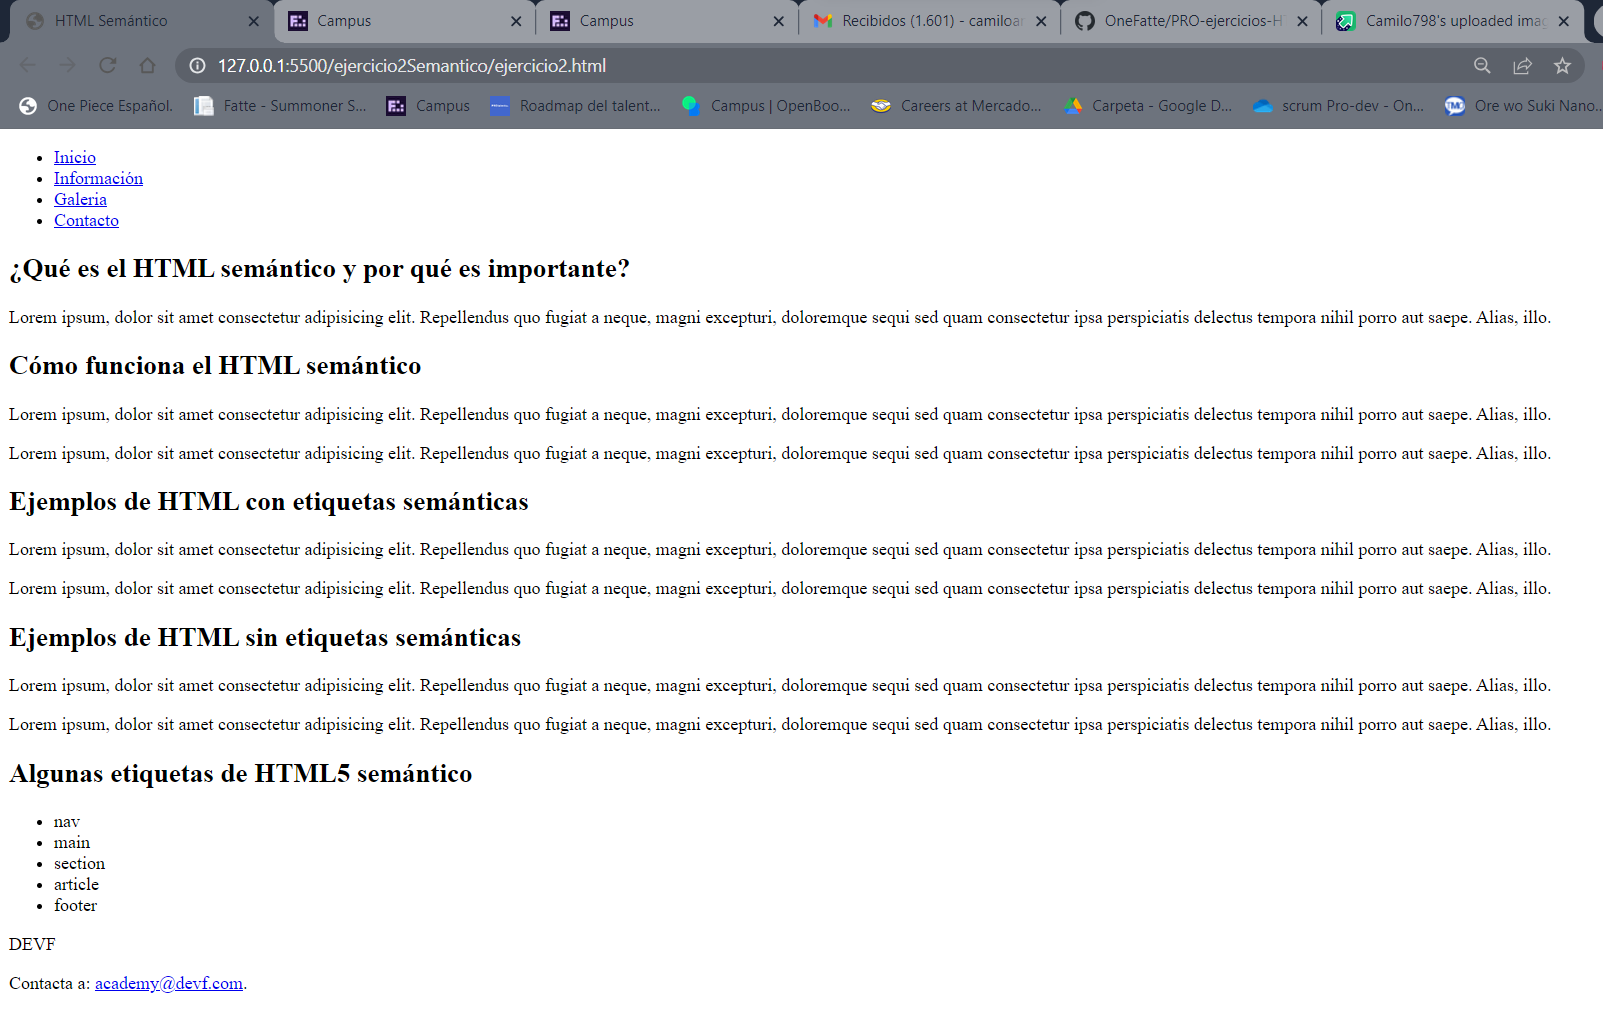 HTML Semántico
Campus
Campus
Recibidos (1.601) - camiloar
OneFatte/PRO-ejercicios-HT
Camilo798's uploaded imag
127.0.0.1:5500/ejercicio2Semantico/ejercicio2.html
One Piece Español.
Fatte - Summoner S...
Campus
Roadmap del talent...
Campus | OpenBoo...
Careers at Mercado...
Carpeta - Google D...
scrum Pro-dev - On...
Ore wo Suki Nano...
Inicio
Información
Galeria
Contacto
¿Qué es el HTML semántico y por qué es importante?
Lorem ipsum, dolor sit amet consectetur adipisicing elit. Repellendus quo fugiat a neque, magni excepturi, doloremque sequi sed quam consectetur ipsa perspiciatis delectus tempora nihil porro aut saepe. Alias, illo.
Cómo funciona el HTML semántico
Lorem ipsum, dolor sit amet consectetur adipisicing elit. Repellendus quo fugiat a neque, magni excepturi, doloremque sequi sed quam consectetur ipsa perspiciatis delectus tempora nihil porro aut saepe. Alias, illo.
Lorem ipsum, dolor sit amet consectetur adipisicing elit. Repellendus quo fugiat a neque, magni excepturi, doloremque sequi sed quam consectetur ipsa perspiciatis delectus tempora nihil porro aut saepe. Alias, illo.
Ejemplos de HTML con etiquetas semánticas
Lorem ipsum, dolor sit amet consectetur adipisicing elit. Repellendus quo fugiat a neque, magni excepturi, doloremque sequi sed quam consectetur ipsa perspiciatis delectus tempora nihil porro aut saepe. Alias, illo.
Lorem ipsum, dolor sit amet consectetur adipisicing elit. Repellendus quo fugiat a neque, magni excepturi, doloremque sequi sed quam consectetur ipsa perspiciatis delectus tempora nihil porro aut saepe. Alias, illo.
Ejemplos de HTML sin etiquetas semánticas
Lorem ipsum, dolor sit amet consectetur adipisicing elit. Repellendus quo fugiat a neque, magni excepturi, doloremque sequi sed quam consectetur ipsa perspiciatis delectus tempora nihil porro aut saepe. Alias, illo.
Lorem ipsum, dolor sit amet consectetur adipisicing elit. Repellendus quo fugiat a neque, magni excepturi, doloremque sequi sed quam consectetur ipsa perspiciatis delectus tempora nihil porro aut saepe. Alias, illo.
Algunas etiquetas de HTML5 semántico
nav
main
section
article
footer
DEVF
Contacta a: academy@devf.com.